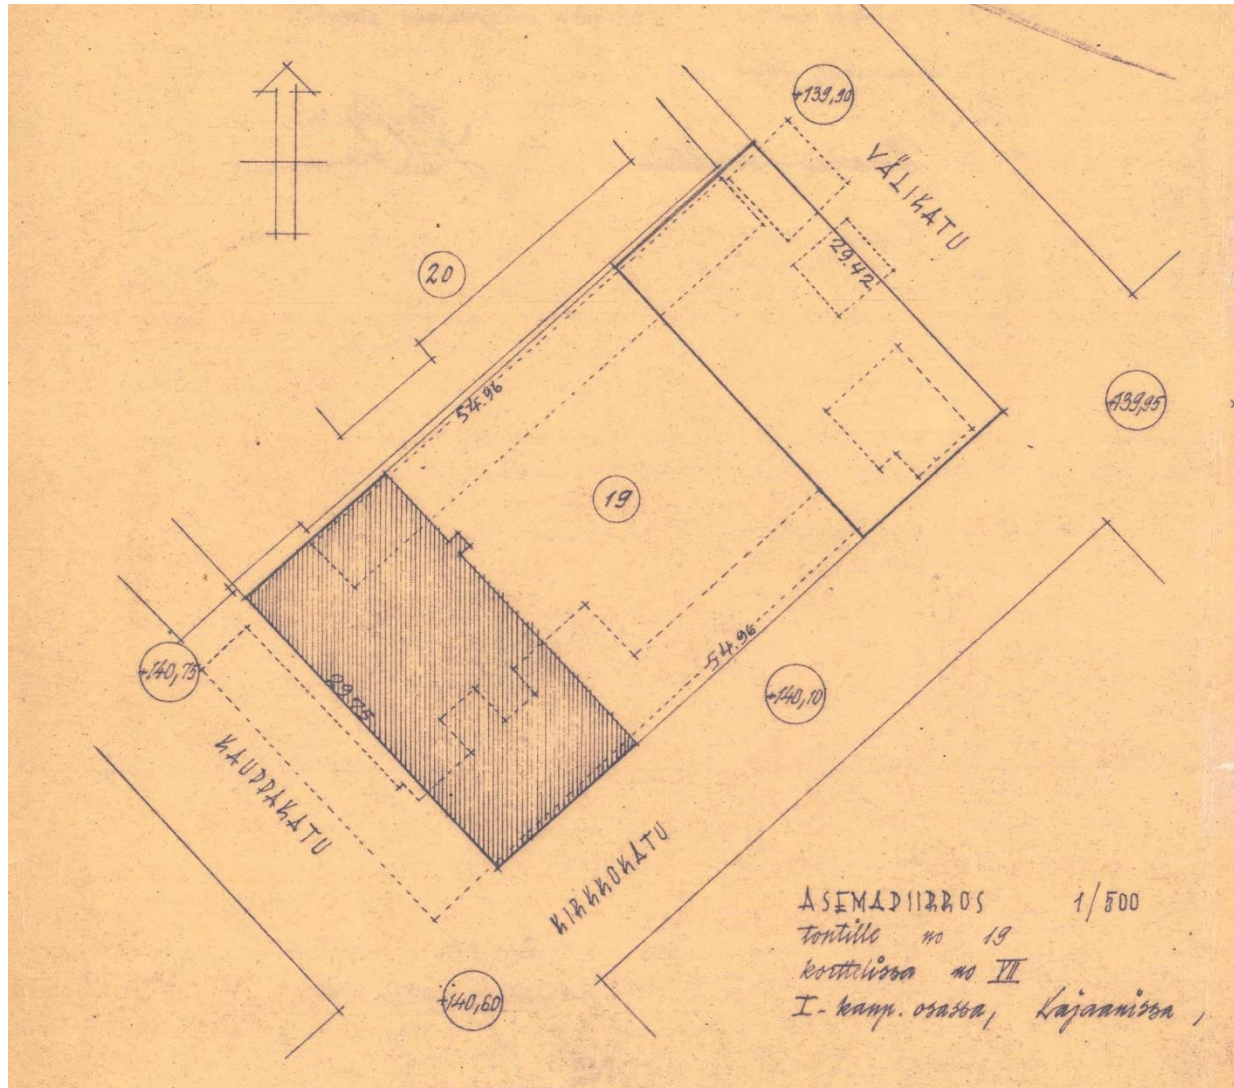 +139,90
VÄLIKATU
20
29.42
54.96
+139,95
19
54.96
+140,75
29.75
+140,10
KAUPPAKATU
KIRKKOKATU
+140,60
ASEMAPIIRROS 1/500
tontille no 19
korttelissa no VII
I-kaup. osassa, Kajaanissa,